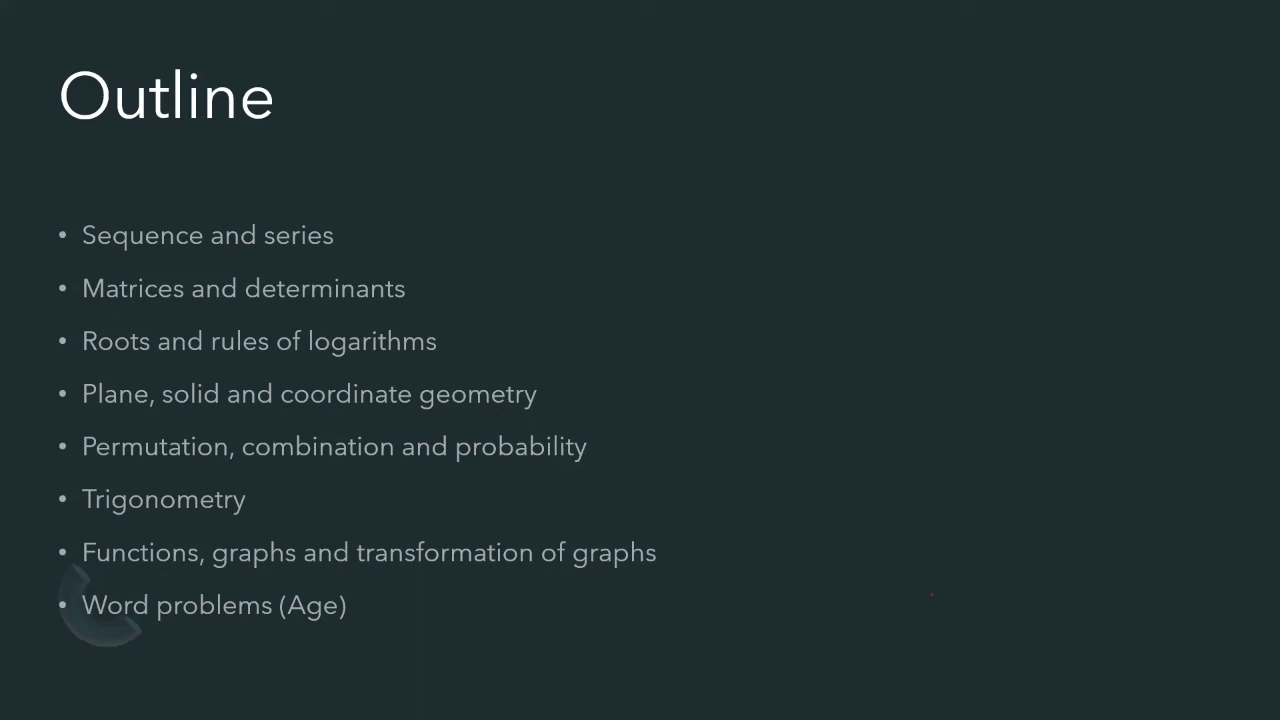 Outline
• Sequence and series
• Matrices and determinants
• Roots and rules of logarithms
• Plane, solid and coordinate geometry
• Permutation, combination and probability
• Trigonometry
• Functions, graphs and transformation of graphs
• Word problems (Age)